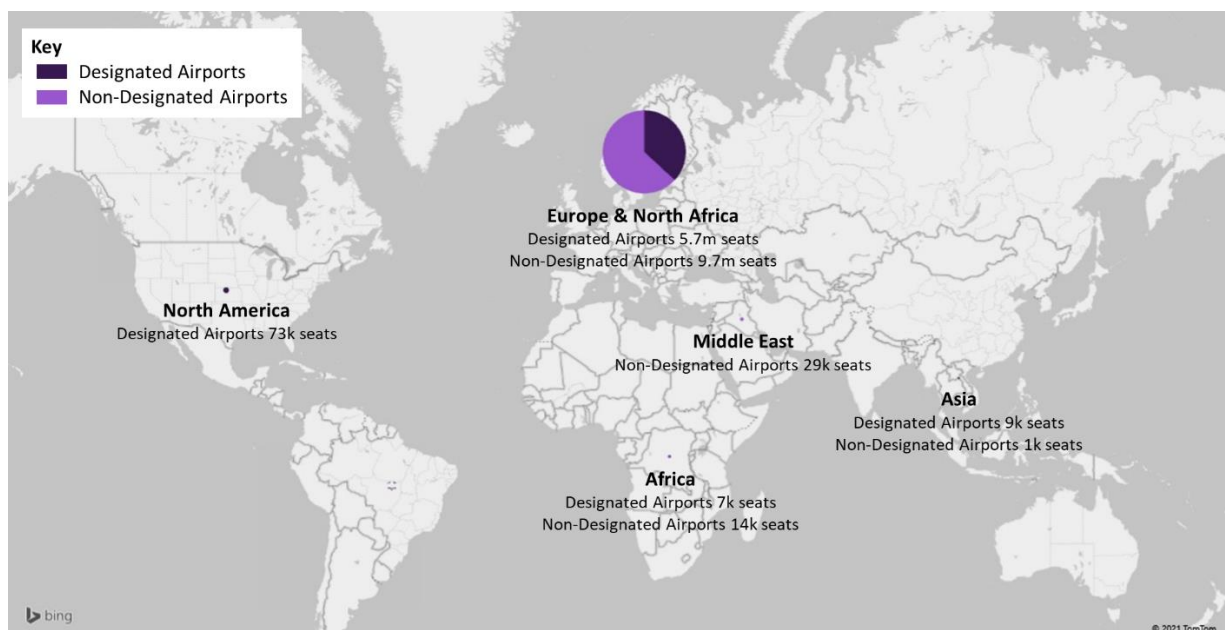 Key
Designated Airports
Non-Designated Airports
Europe & North Africa
Designated Airports 5.7m seats
Non-Designated Airports 9.7m seats
North America
Designated Airports 73k seats
Middle East
Non-Designated Airports 29k seats
Asia
Designated Airports 9k seats
Non-Designated Airports 1k seats
Africa
Designated Airports 7k seats
Non-Designated Airports 14k seats
bing
© 2021 TomTom